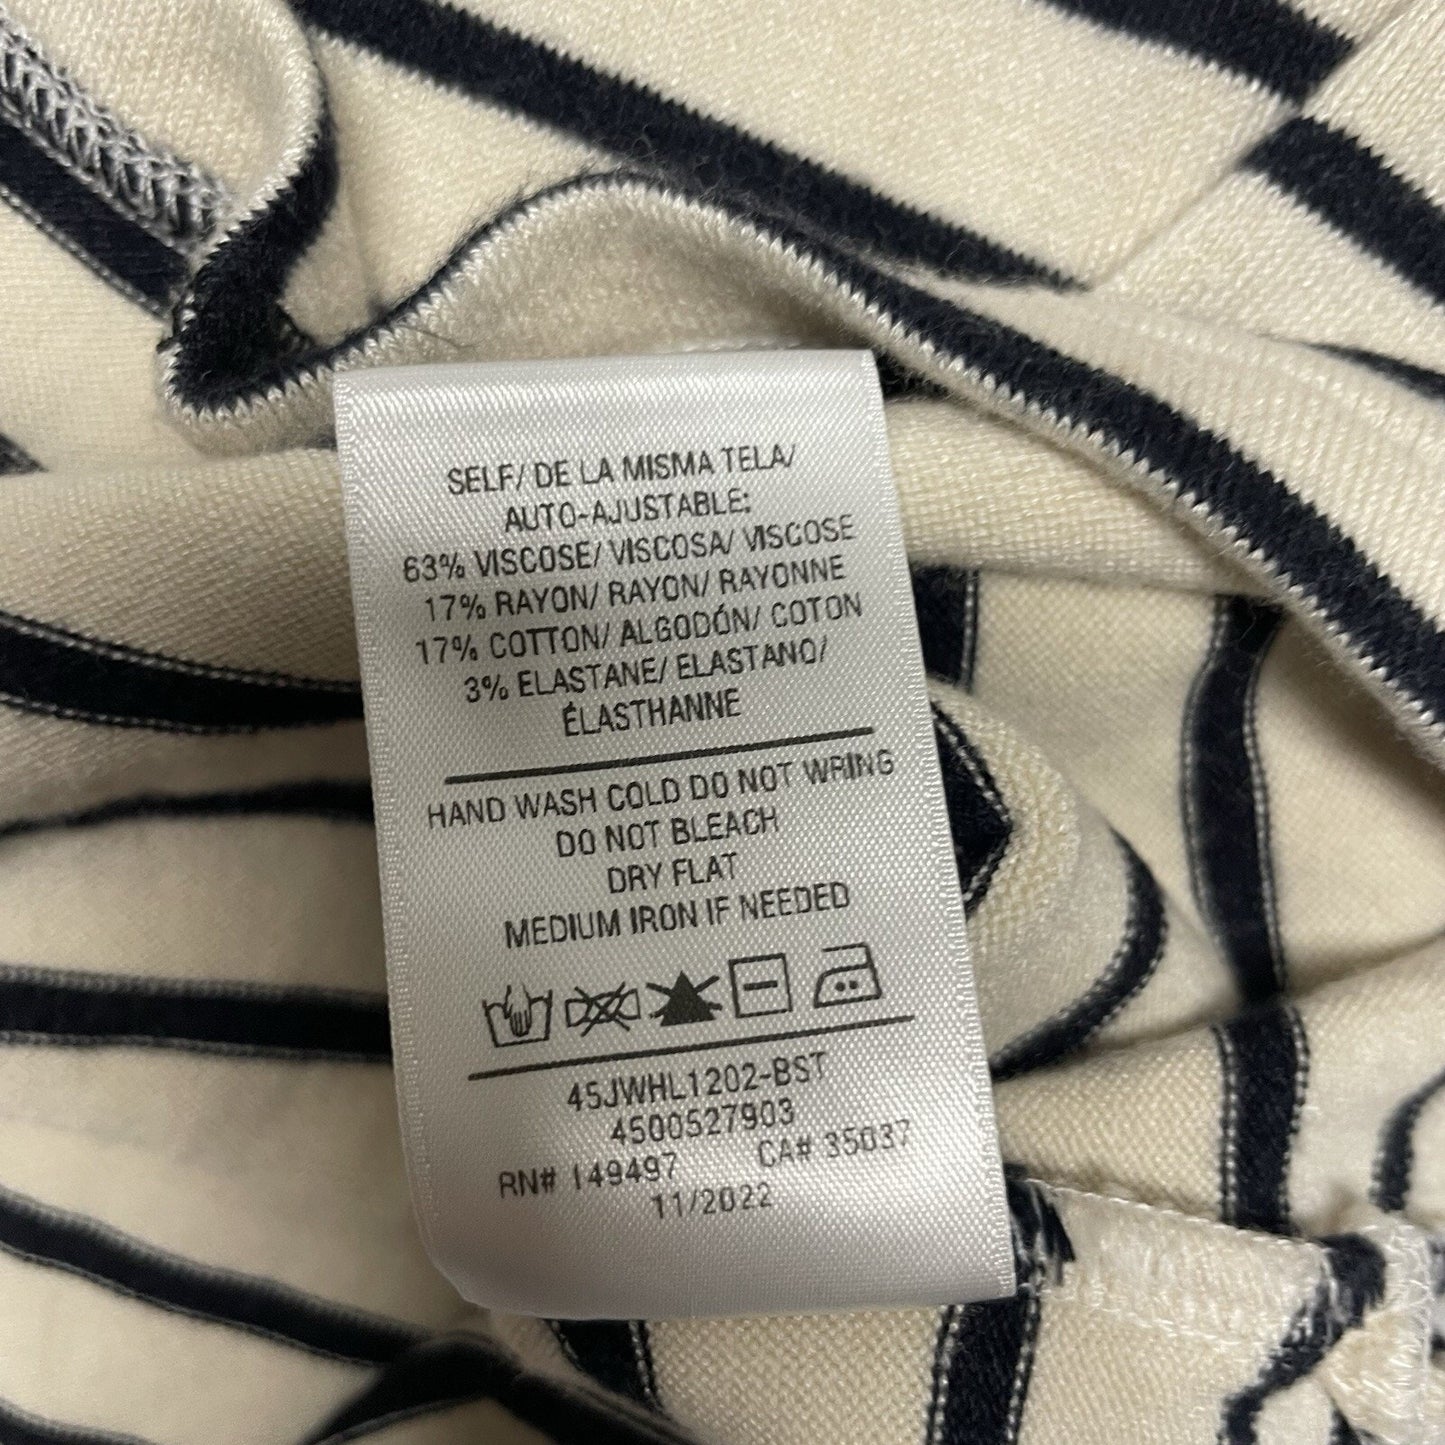 SELF/ DE LA MISMA TELA/
AUTO-AJUSTABLE:
63% VISCOSE/ VISCOSA/ VISCOSE
17% RAYON/ RAYON/ RAYONNE
17% COTTON/ ALGODÓN/ COTON
3% ELASTANE/ ELASTANO/
ÉLASTHANNE
HAND WASH COLD DO NOT WRING
DO NOT BLEACH
DRY FLAT
MEDIUM IRON IF NEEDED
45JWHL1202-BST
4500527903
RN# 149497 CA# 35037
11/2022